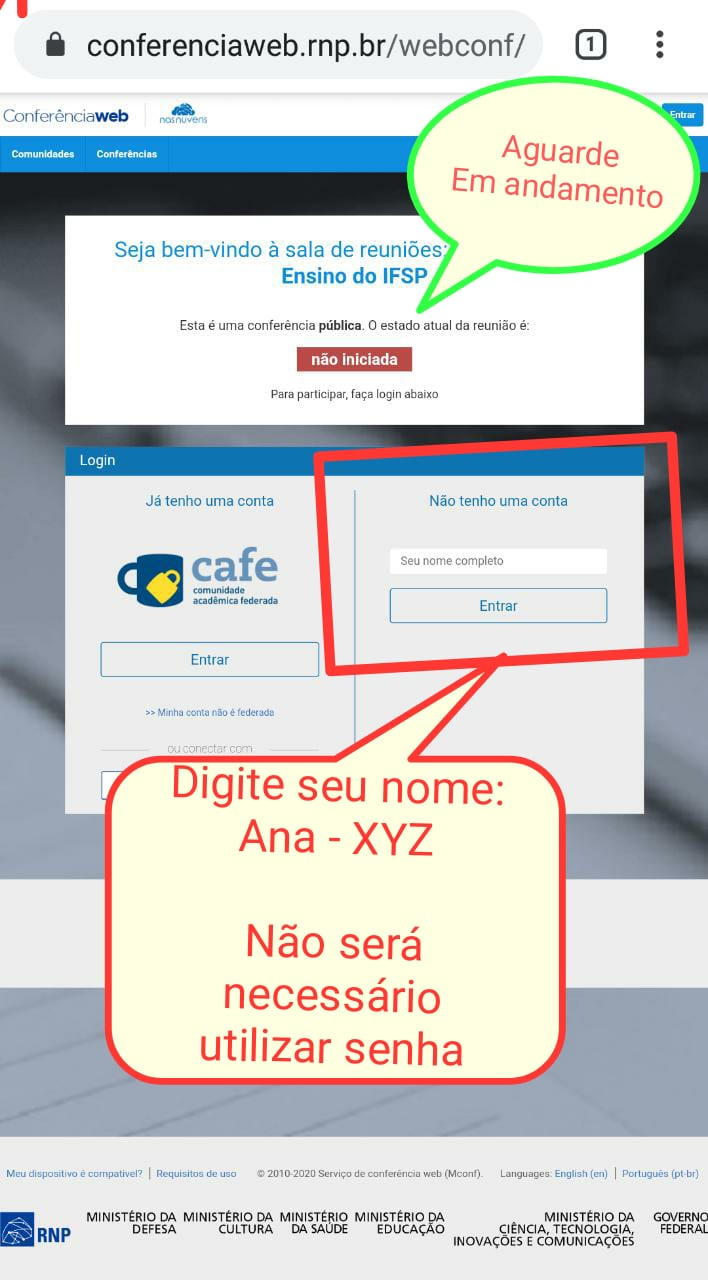 conferenciaweb.rnp.br/webconf/
1
Conferênciaweb
nasnuvens
Entrar
Comunidades
Conferências
Aguarde
Em andamento
Seja bem-vindo à sala de reuniões:
Ensino do IFSP
Esta é uma conferência pública. O estado atual da reunião é:
não iniciada
Para participar, faça login abaixo
Login
Já tenho uma conta
cafe
comunidade
acadêmica federada
Entrar
>> Minha conta não é federada
ou conectar com
Não tenho uma conta
Seu nome completo
Entrar
Digite seu nome:
Ana - XYZ
Não será
necessário
utilizar senha
Meu dispositivo é compatível? | Requisitos de uso © 2010-2020 Serviço de conferência web (Mconf). Languages: English (en) | Português (pt-br)
RNP
MINISTÉRIO DA
DEFESA
MINISTÉRIO DA
CULTURA
MINISTÉRIO
DA SAÚDE
MINISTÉRIO DA
EDUCAÇÃO
MINISTÉRIO DA
CIÊNCIA, TECNOLOGIA,
INOVAÇÕES E COMUNICAÇÕES
GOVERNO
FEDERAL